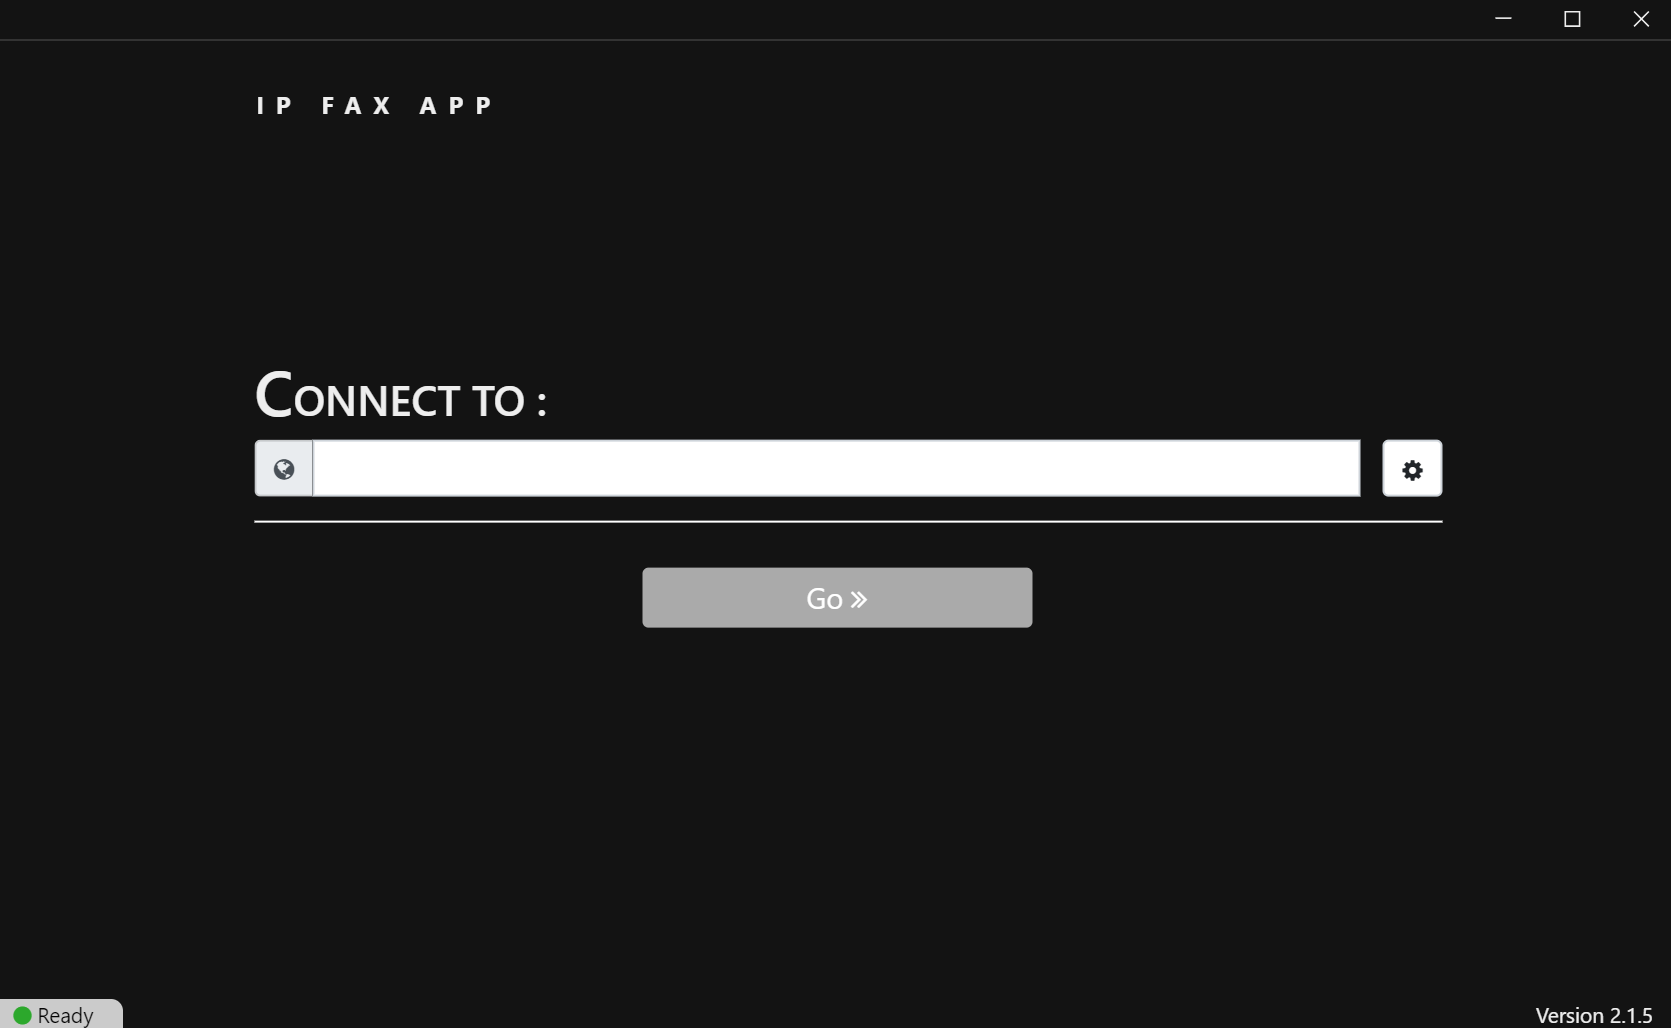 IP FAX APP
Connect to :
Go
Ready
Version 2.1.5